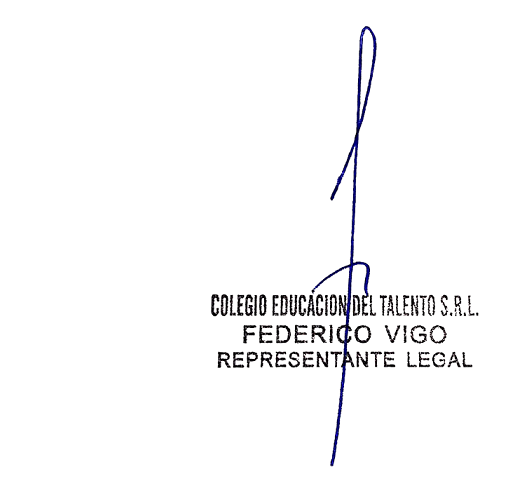 COLEGIO EDUCACION DEL TALENTO S.R.L.
FEDERICO VIGO
REPRESENTANTE LEGAL